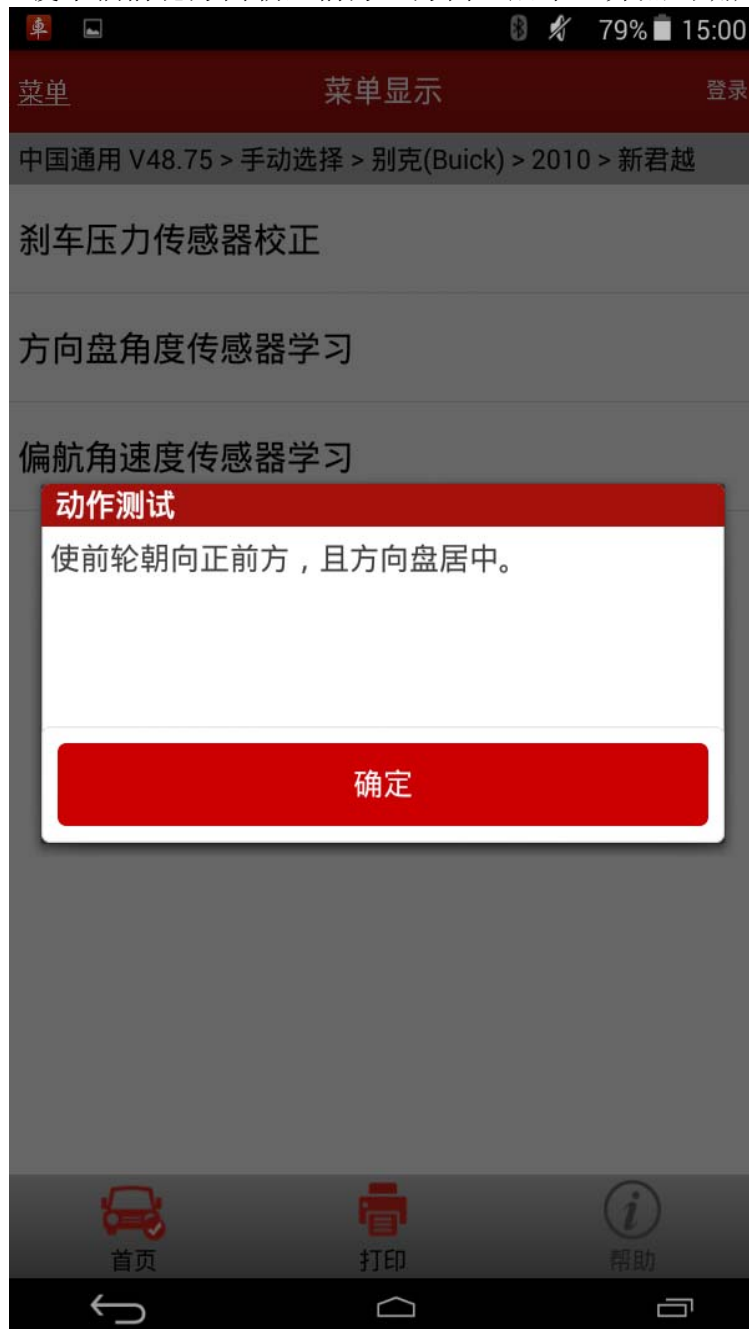 車 79% 15:00
菜单 菜单显示 登录
中国通用 V48.75 > 手动选择 > 别克(Buick) > 2010 > 新君越
刹车压力传感器校正
方向盘角度传感器学习
偏航角速度传感器学习
动作测试
使前轮朝向正前方，且方向盘居中。
确定
首页 打印 帮助